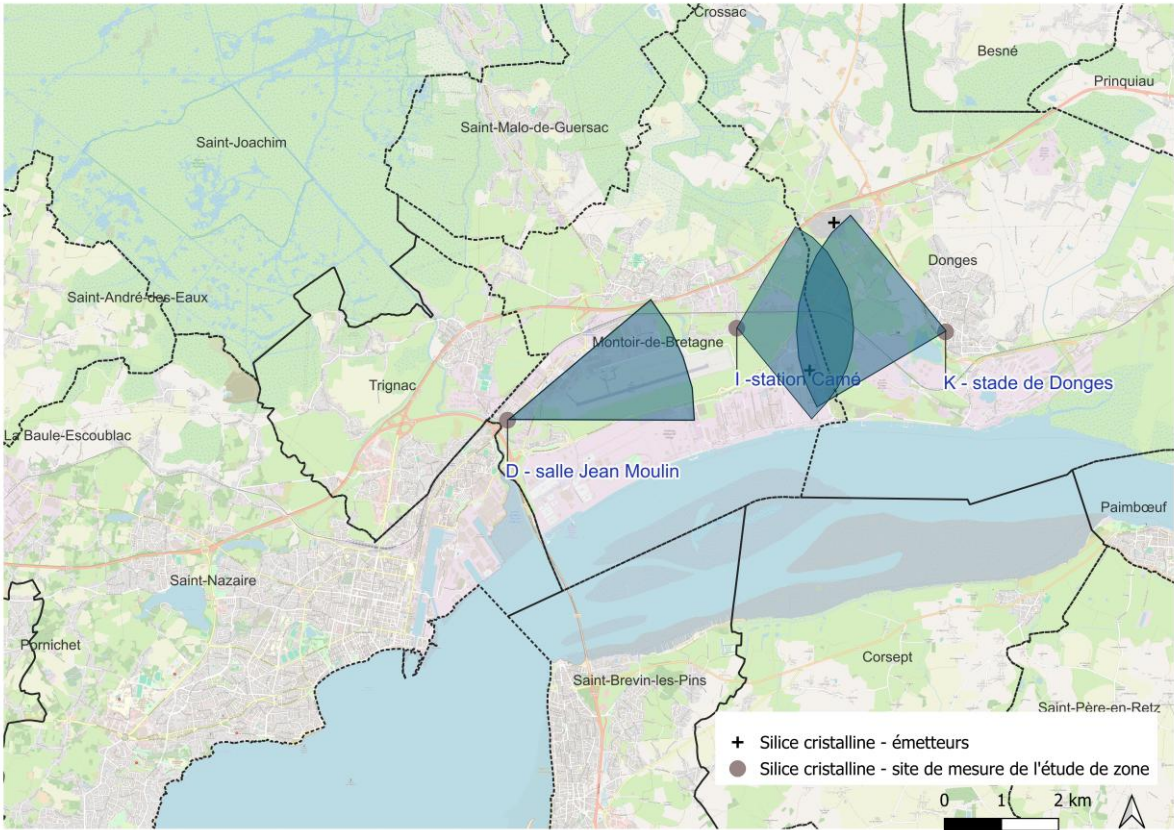 Crossac
Besné
Prinquiau
Saint-Malo-de-Guersac
Saint-Joachim
Donges
Saint-André-des-Eaux
Montoir-de-Bretagne
I -station Camé
K - stade de Donges
Trignac
La Baule-Escoublac
D - salle Jean Moulin
Paimbœuf
Saint-Nazaire
Pornichet
Corsept
Saint-Brevin-les-Pins
Saint-Père-en-Retz
Silice cristalline - émetteurs
Silice cristalline - site de mesure de l'étude de zone
0 1 2 km